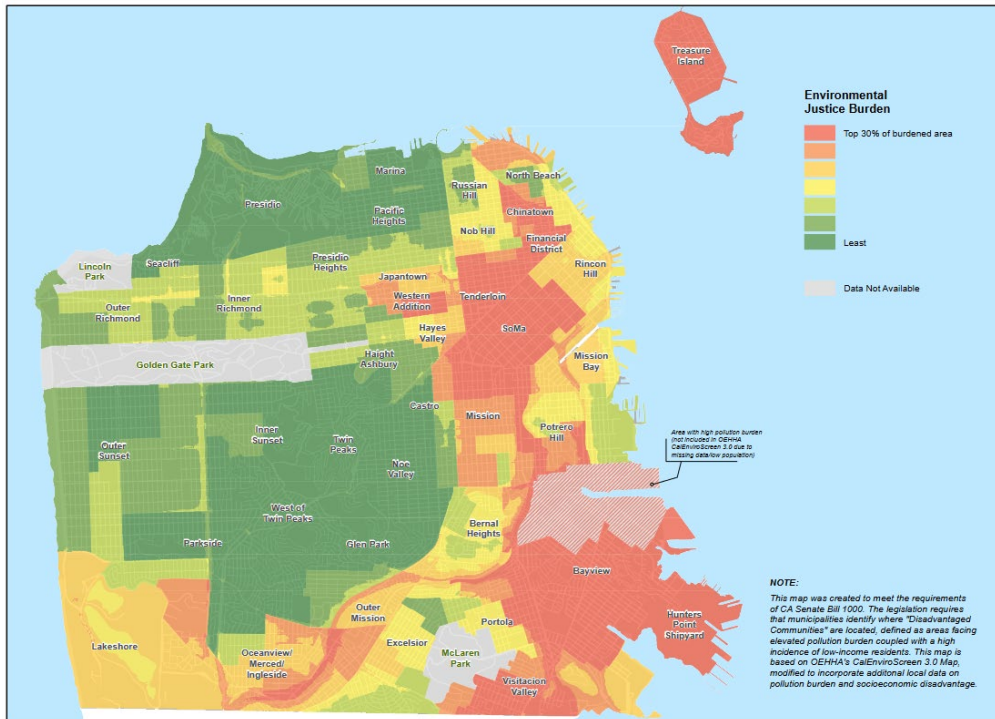 Treasure
Island
Environmental
Justice Burden
Top 30% of burdened area
Least
Data Not Available
Marina
Presidio
Pacific
Heights
Russian
Hill
North Beach
Chinatown
Nob Hill
Financial
District
Rincon
Hill
Lincoln
Park
Seacliff
Presidio
Heights
Japantown
Western
Addition
Tenderloin
Outer
Richmond
Inner
Richmond
Hayes
Valley
SoMa
Golden Gate Park
Haight
Ashbury
Mission
Bay
Castro
Mission
Potrero
Hill
Area with high pollution burden
(not included in OEHHA
CalEnviroScreen 3.0 due to
missing data/low population)
Outer
Sunset
Inner
Sunset
Twin
Peaks
Noe
Valley
West of
Twin Peaks
Bernal
Heights
Parkside
Glen Park
Bayview
Outer
Mission
Hunters
Point
Shipyard
Lakeshore
Oceanview/
Merced/
Ingleside
Excelsior
Portola
McLaren
Park
Visitacion
Valley
NOTE:
This map was created to meet the requirements
of CA Senate Bill 1000. The legislation requires
that municipalities identify where "Disadvantaged
Communities" are located, defined as areas facing
elevated pollution burden coupled with a high
incidence of low-income residents. This map is
based on OEHHA's CalEnviroScreen 3.0 Map,
modified to incorporate additonal local data on
pollution burden and socioeconomic disadvantage.